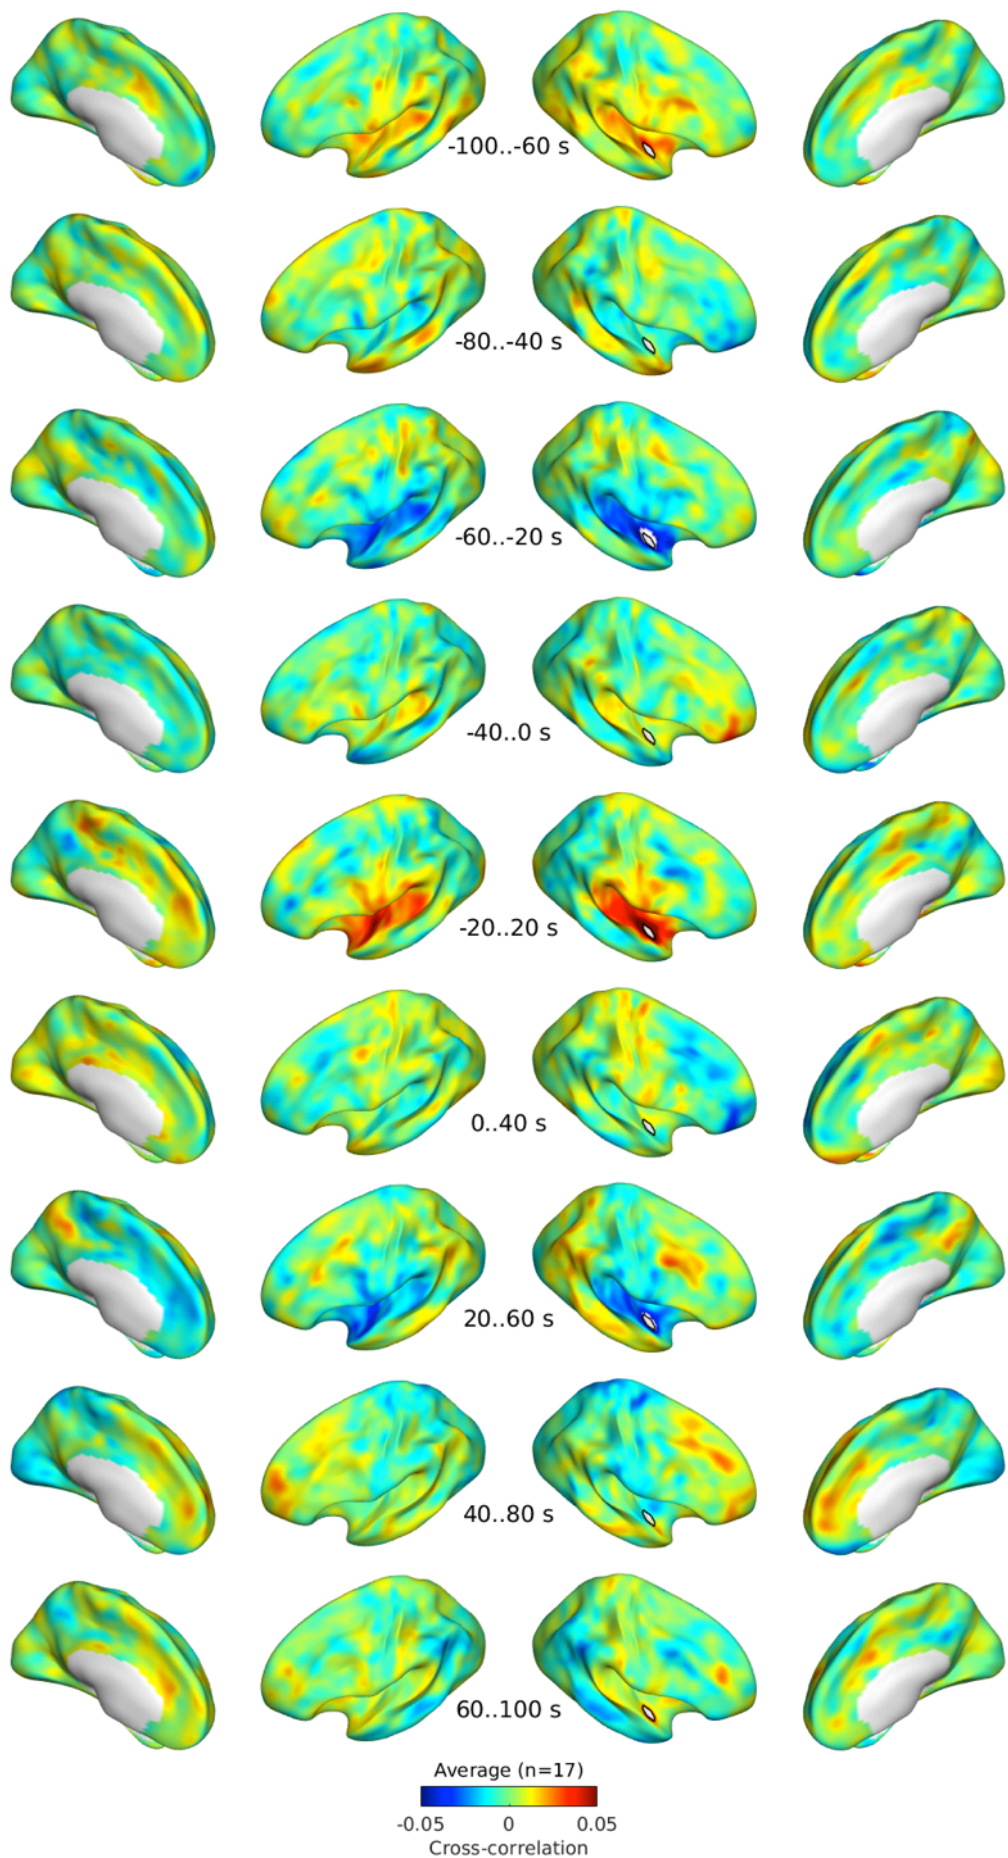 -100..-60 s
-80..-40 s
-60..-20 s
-40..0 s
-20..20 s
0..40 s
20..60 s
40..80 s
60..100 s
Average (n=17)
-0.05 0 0.05
Cross-correlation